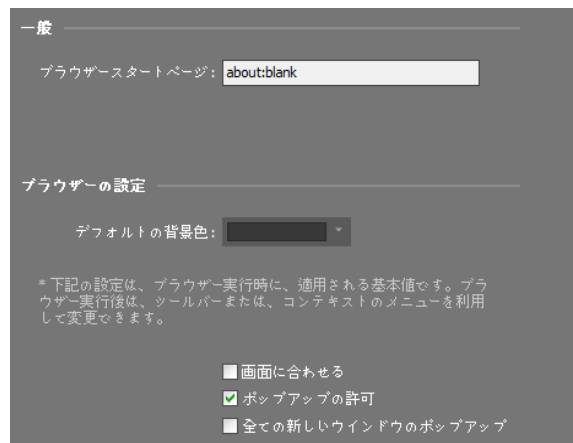 一般
ブラウザースタートページ: about:blank
ブラウザーの設定
デフォルトの背景色:
* 下記の設定は、ブラウザー実行時に、適用される基本値です。ブラ
ウザー実行後は、ツールバーまたは、コンテキストのメニューを利用
して変更できます。
画面に合わせる
ポップアップの許可
全ての新しいウインドウのポップアップ